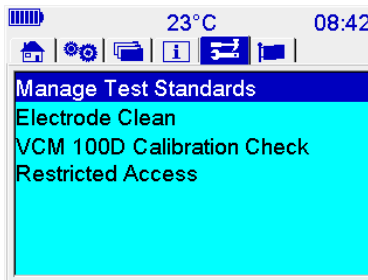 23°C 08:42
Manage Test Standards
Electrode Clean
VCM 100D Calibration Check
Restricted Access